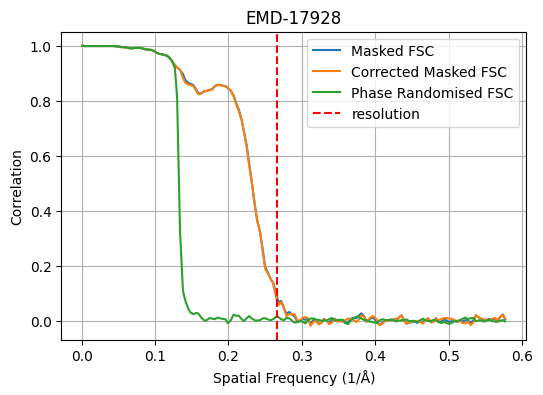 EMD-17928
Correlation
1.0
0.8
0.6
0.4
0.2
0.0
Masked FSC
Corrected Masked FSC
Phase Randomised FSC
resolution
0.0 0.1 0.2 0.3 0.4 0.5 0.6
Spatial Frequency (1/Å)